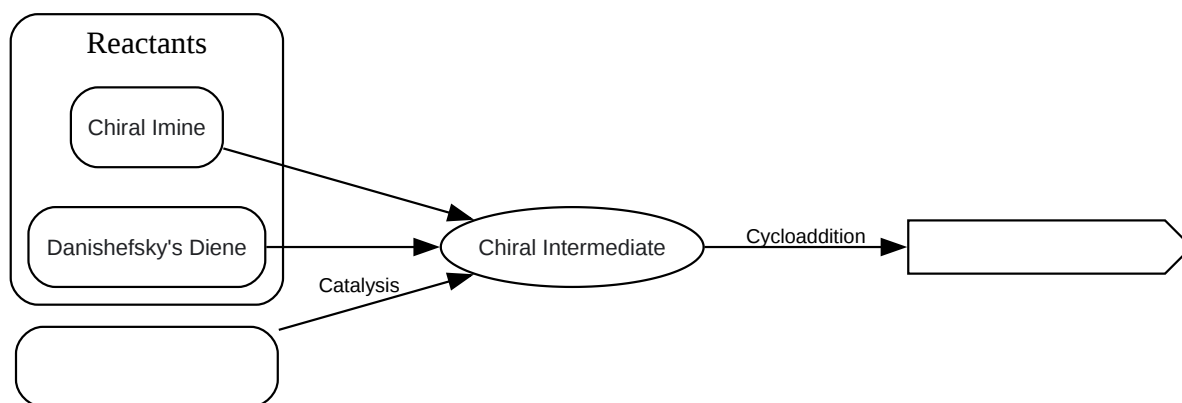 Reactants
Chiral Imine
Danishefsky's Diene
Catalysis
Chiral Intermediate
Cycloaddition